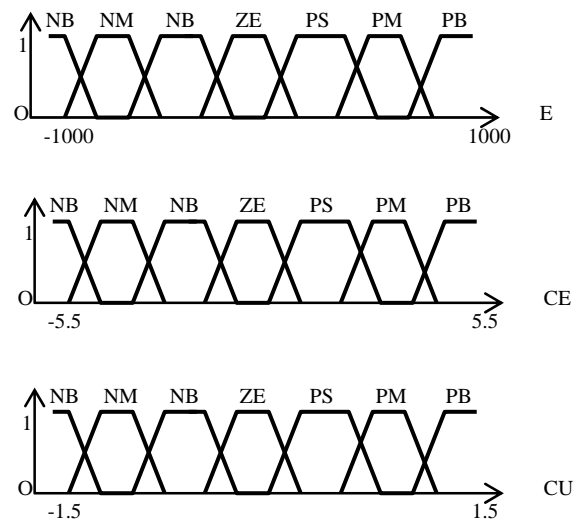 NB NM NB ZE PS PM PB
1
O E
-1000 1000
NB NM NB ZE PS PM PB
1
O CE
-5.5 5.5
NB NM NB ZE PS PM PB
1
O CU
-1.5 1.5